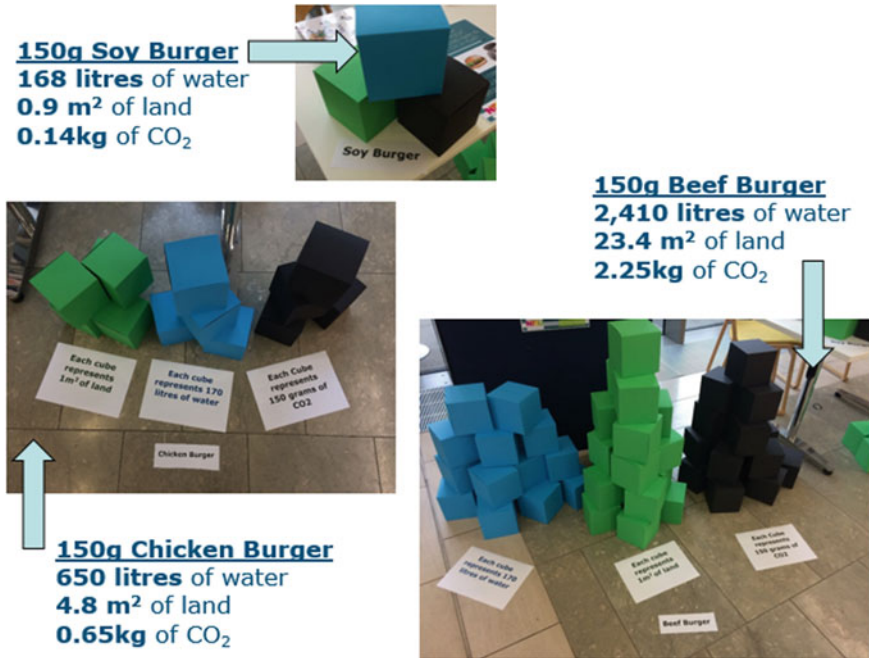 150g Soy Burger
168 litres of water
0.9 m² of land
0.14kg of CO₂
Soy Burger
150g Beef Burger
2,410 litres of water
23.4 m² of land
2.25kg of CO₂
Each cube
represents
1m² of land
Each cube
represents 170
litres of water
Each Cube
represents
150 grams of
CO2
Chicken Burger
150g Chicken Burger
650 litres of water
4.8 m² of land
0.65kg of CO₂
Each cube
represents 170
litres of water
Each cube
represents
1m² of land
Each Cube
represents
150 grams of
CO2
Beef Burger